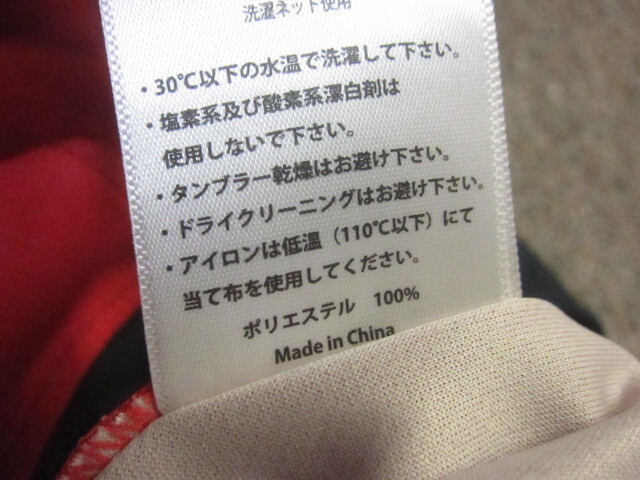 洗濯ネット使用
・30℃以下の水温で洗濯して下さい。
・塩素系及び酸素系漂白剤は
使用しないで下さい。
・タンブラー乾燥はお避け下さい。
・ドライクリーニングはお避け下さい。
・アイロンは低温（110℃以下）にて
当て布を使用してください。
ポリエステル 100%
Made in China